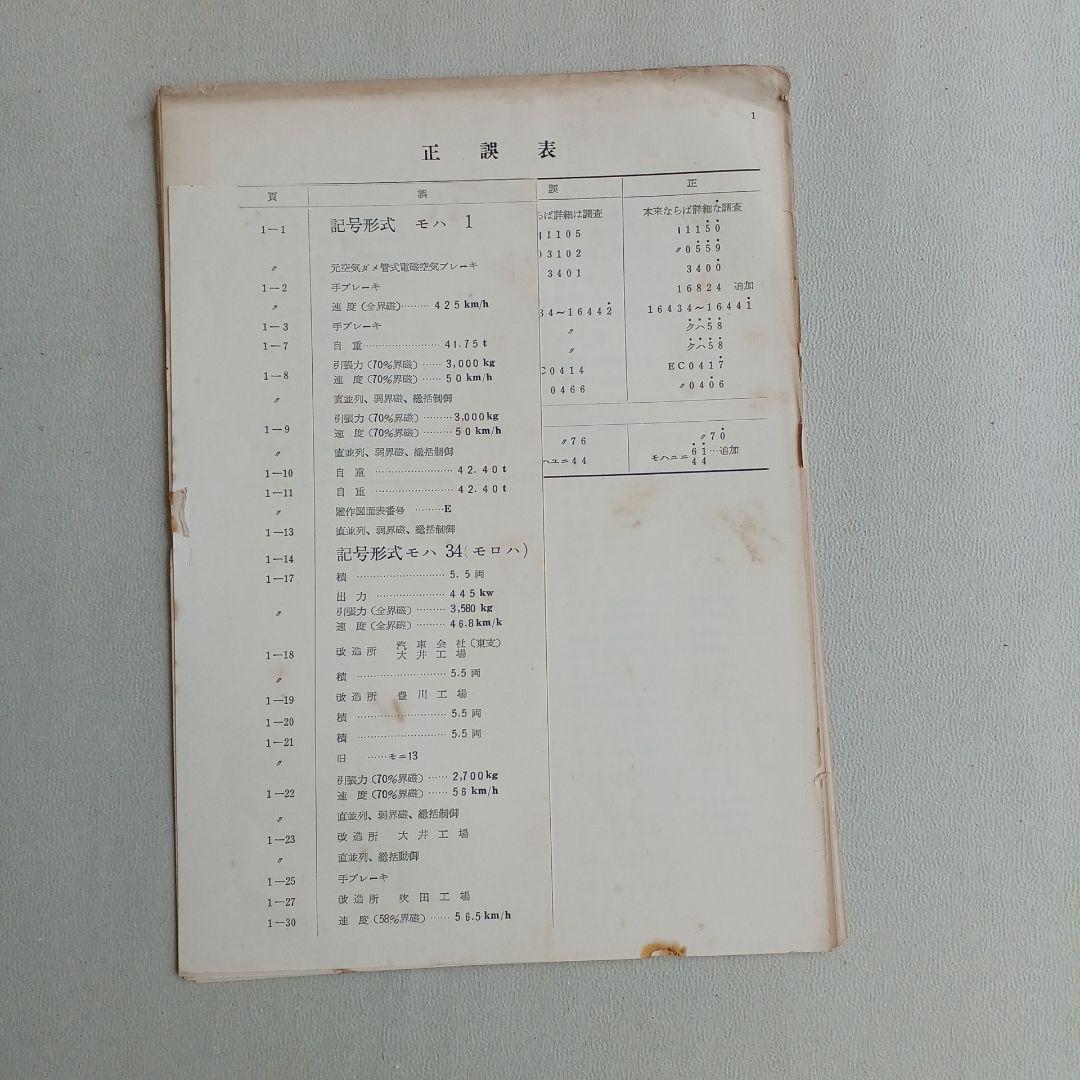 1
正誤表
頁 誤
1—1 記号形式 モハ 1
〃 元空気ダメ管式電磁空気ブレーキ
1—2 手ブレーキ
〃 速度(全界磁)……… 425 km/h
1—3 手ブレーキ
1—7 自重…………………… 41.75 t
1—8 引張力(70%界磁)…… 3,000 kg
速度(70%界磁)…… 50 km/h
〃 直並列、弱界磁、総括制御
1—9 引張力(70%界磁)……… 3,000kg
速度(70%界磁)……… 50 km/h
〃 直並列、弱界磁、総括制御
1—10 自重 …………………… 42.40 t
1—11 自重 …………………… 42.40 t
〃 製作図面表番号 ………E
1—13 直並列、弱界磁、総括制御
1—14 記号形式モハ 34(モロハ)
1—17 積 ……………………… 5.5 両
〃 出力 ………………… 445 kw
引張力(全界磁)……… 3,580 kg
速度(全界磁)……… 46.8 km/k
1—18 改造所 汽車会社(東支)
大井工場
〃 積 ……………………… 5.5 両
1—19 改造所 豊川工場
1—20 積 ……………………… 5.5 両
1—21 積 ……………………… 5.5 両
〃 旧 ……モニ13
1—22 引張力(70%界磁)…… 2,700 kg
速度(70%界磁)…… 56 km/h
〃 直並列、弱界磁、総括制御
1—23 改造所 大井工場
〃 直並列、総括動御
1—25 手ブレーキ
1—27 改造所 吹田工場
1—30 速度(58%界磁)…… 56.5 km/h
誤 正
らば詳細は調査 本来ならば詳細な調査
1105 1150
03102 〃0559
3401 3400
16824 追加
34～16442 16434～16441
〃 クハ58
〃 クハ58
C0414 EC0417
0466 〃0406
〃76 〃70
ハユニ44 モハユニ 61 44 …追加